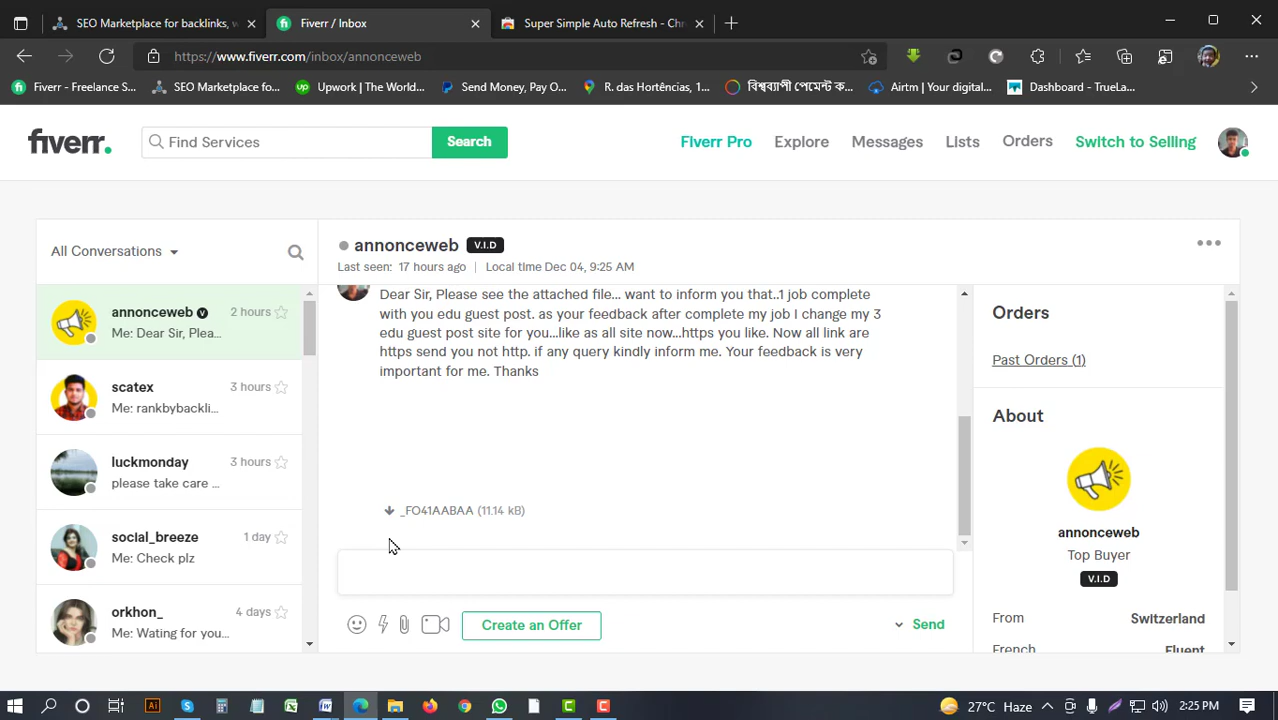 SEO Marketplace for backlinks, w
Fiverr / Inbox
Super Simple Auto Refresh - Chr
https://www.fiverr.com/inbox/annonceweb
Fiverr - Freelance S...
SEO Marketplace fo...
Upwork | The World...
Send Money, Pay O...
R. das Hortências, 1...
বিশ্বব্যাপী পেমেন্ট ক...
Airtm | Your digital...
Dashboard - TrueLa...
fiverr.
Find Services
Search
Fiverr Pro
Explore
Messages
Lists
Orders
Switch to Selling
All Conversations
annonceweb
2 hours
Me: Dear Sir, Plea...
scatex
3 hours
Me: rankbybackli...
luckmonday
3 hours
please take care ...
social_breeze
1 day
Me: Check plz
orkhon_
4 days
Me: Wating for you...
annonceweb V.I.D
Last seen: 17 hours ago | Local time Dec 04, 9:25 AM
Dear Sir, Please see the attached file... want to inform you that..1 job complete
with you edu guest post. as your feedback after complete my job I change my 3
edu guest post site for you...like as all site now...https you like. Now all link are
https send you not http. if any query kindly inform me. Your feedback is very
important for me. Thanks
_FO41AABAA (11.14 kB)
Create an Offer
Send
Orders
Past Orders (1)
About
annonceweb
Top Buyer
V.I.D
From Switzerland
French Fluent
27°C Haze
2:25 PM